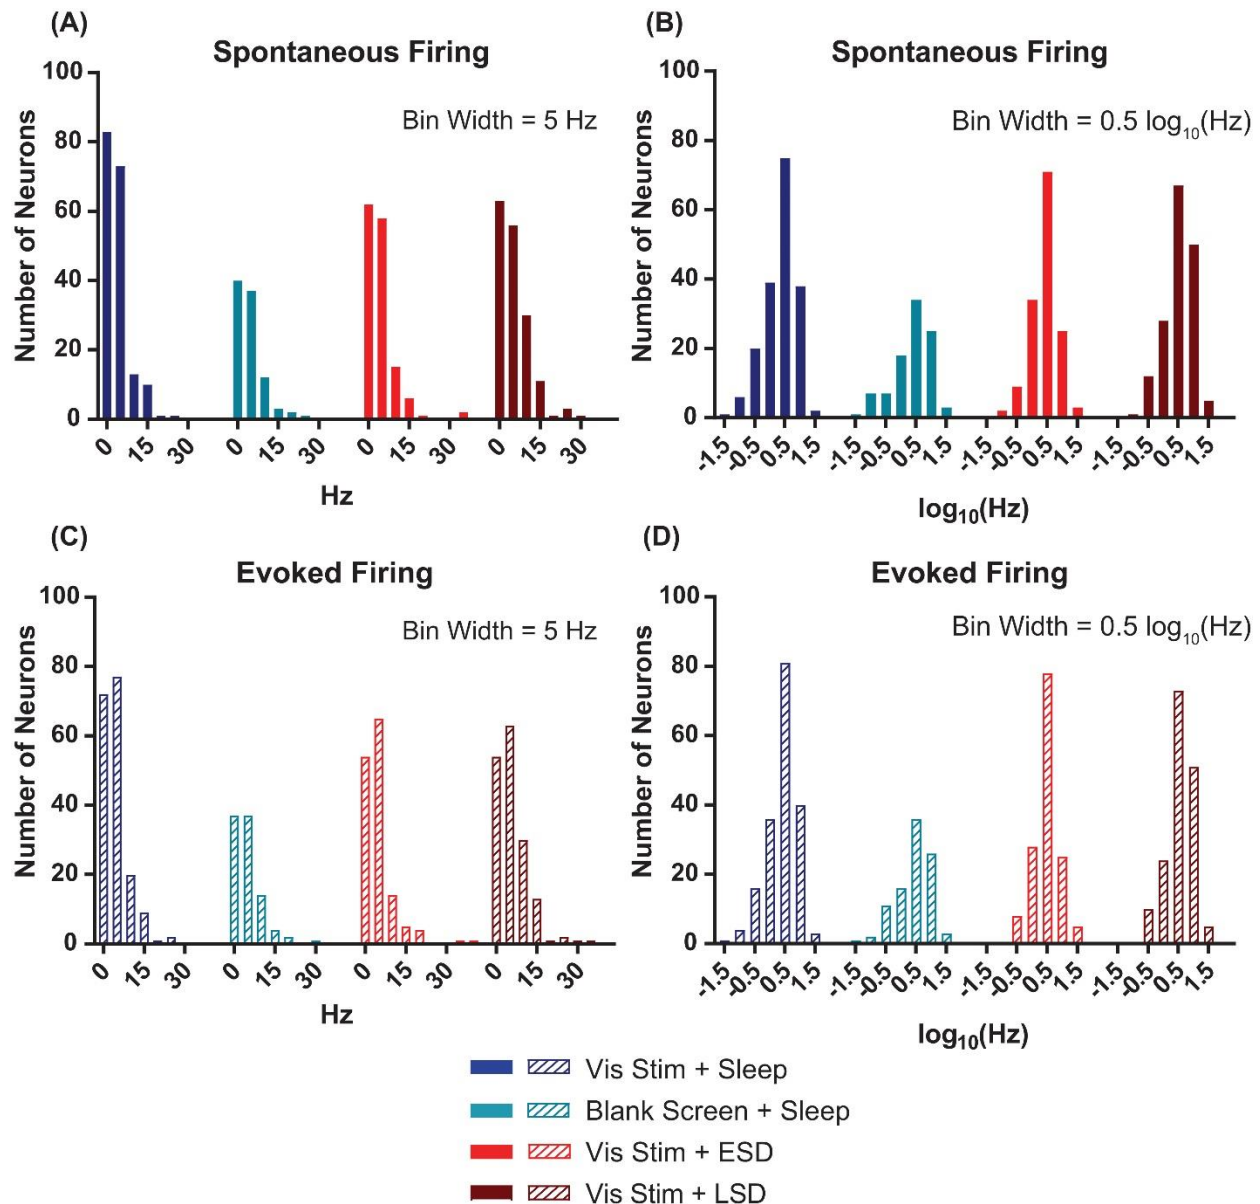 (A)
Spontaneous Firing
Bin Width = 5 Hz
Number of Neurons
100
80
60
40
20
0
0 15 30 0 15 30 0 15 30 0 15 30
Hz
(B)
Spontaneous Firing
Bin Width = 0.5 log₁₀(Hz)
Number of Neurons
100
80
60
40
20
0
-1.5 -0.5 0.5 1.5 -1.5 -0.5 0.5 1.5 -1.5 -0.5 0.5 1.5 -1.5 -0.5 0.5 1.5
log₁₀(Hz)
(C)
Evoked Firing
Bin Width = 5 Hz
Number of Neurons
100
80
60
40
20
0
0 15 30 0 15 30 0 15 30 0 15 30
Hz
(D)
Evoked Firing
Bin Width = 0.5 log₁₀(Hz)
Number of Neurons
100
80
60
40
20
0
-1.5 -0.5 0.5 1.5 -1.5 -0.5 0.5 1.5 -1.5 -0.5 0.5 1.5 -1.5 -0.5 0.5 1.5
log₁₀(Hz)
Vis Stim + Sleep
Blank Screen + Sleep
Vis Stim + ESD
Vis Stim + LSD